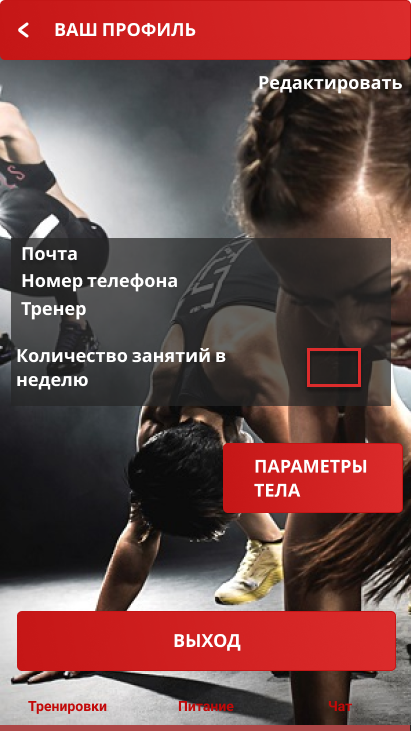 ВАШ ПРОФИЛЬ
Редактировать
Почта
Номер телефона
Тренер
Количество занятий в
неделю
ПАРАМЕТРЫ
ТЕЛА
ВЫХОД
Тренировки Питание Чат